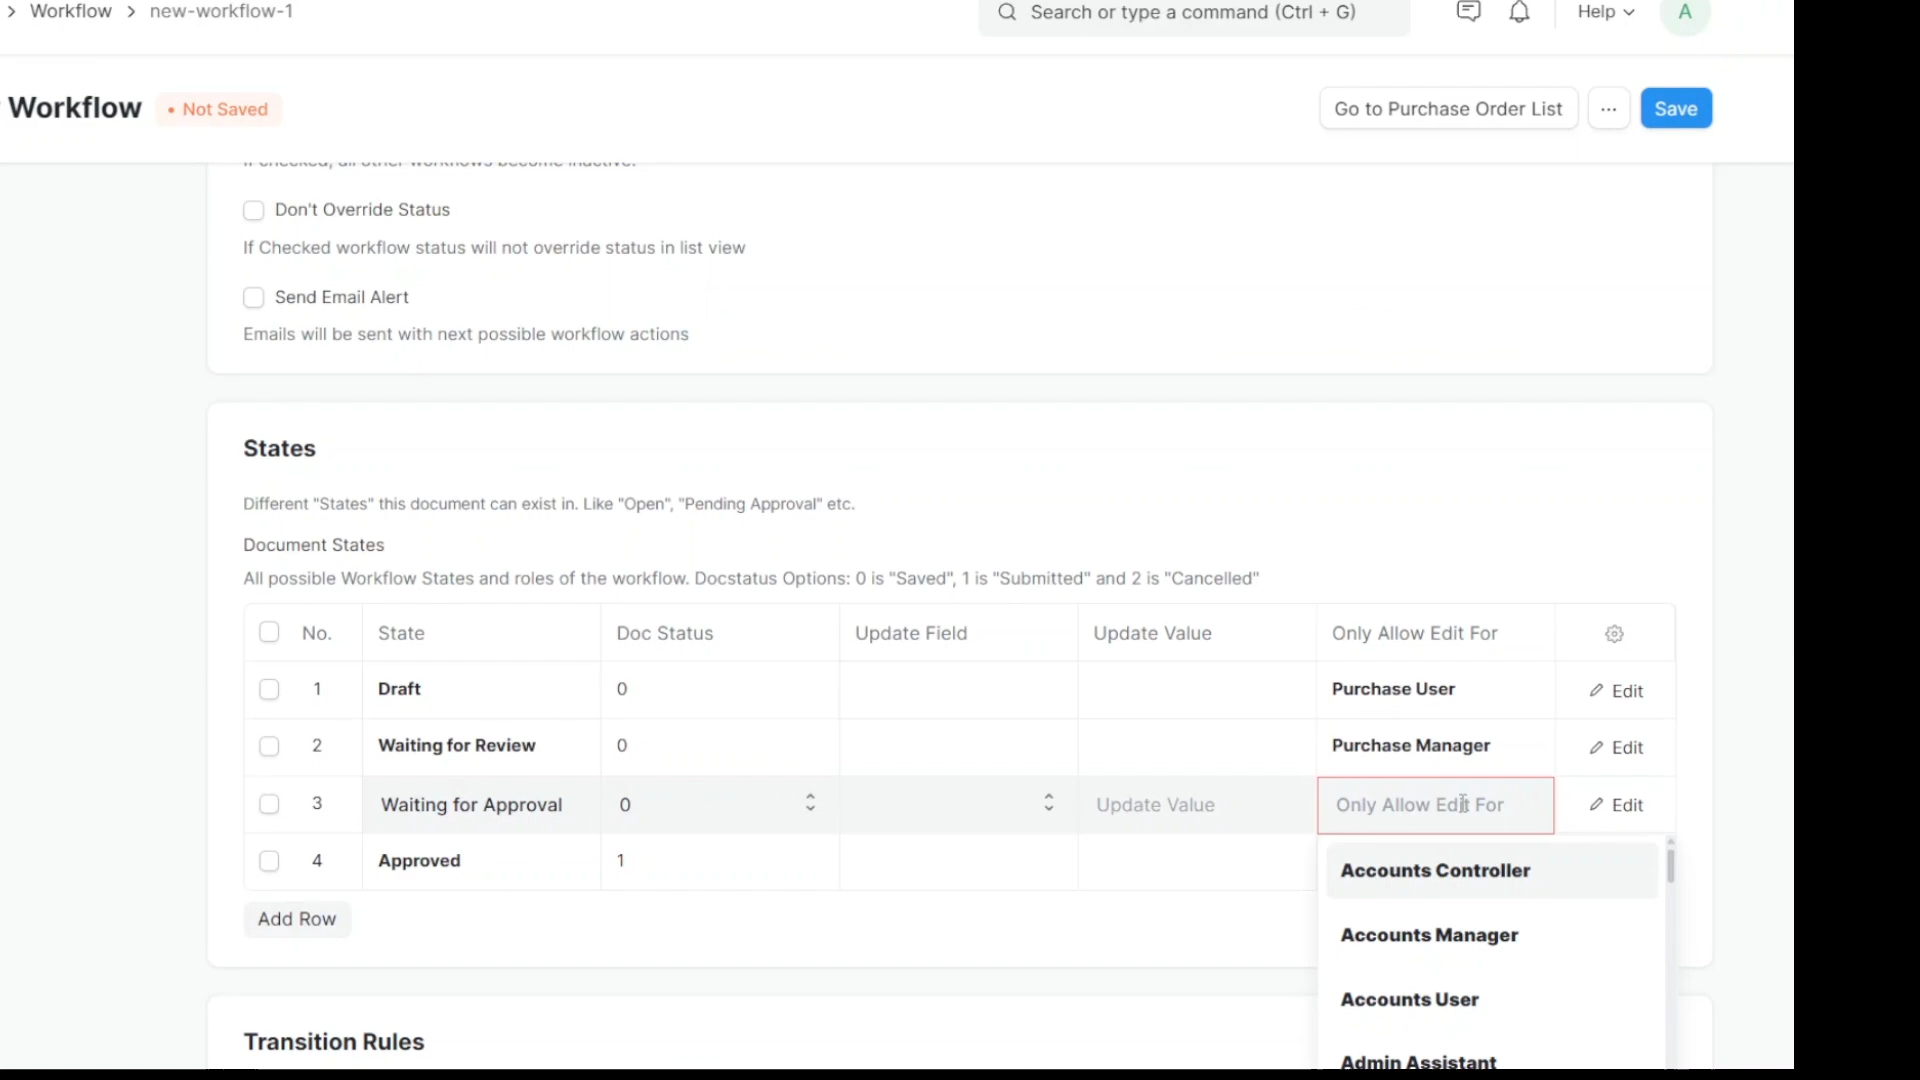 Workflow
new-workflow-1
Search or type a command (Ctrl + G)
Help
A
Workflow
• Not Saved
Go to Purchase Order List
...
Save
If checked, all other workflows become inactive.
Don't Override Status
If Checked workflow status will not override status in list view
Send Email Alert
Emails will be sent with next possible workflow actions
States
Different "States" this document can exist in. Like "Open", "Pending Approval" etc.
Document States
All possible Workflow States and roles of the workflow. Docstatus Options: 0 is "Saved", 1 is "Submitted" and 2 is "Cancelled"
No. State Doc Status Update Field Update Value Only Allow Edit For
1 Draft 0 Purchase User Edit
2 Waiting for Review 0 Purchase Manager Edit
3 Waiting for Approval 0 Update Value Only Allow Edit For Edit
4 Approved 1
Accounts Controller
Add Row
Accounts Manager
Accounts User
Transition Rules
Admin Assistant